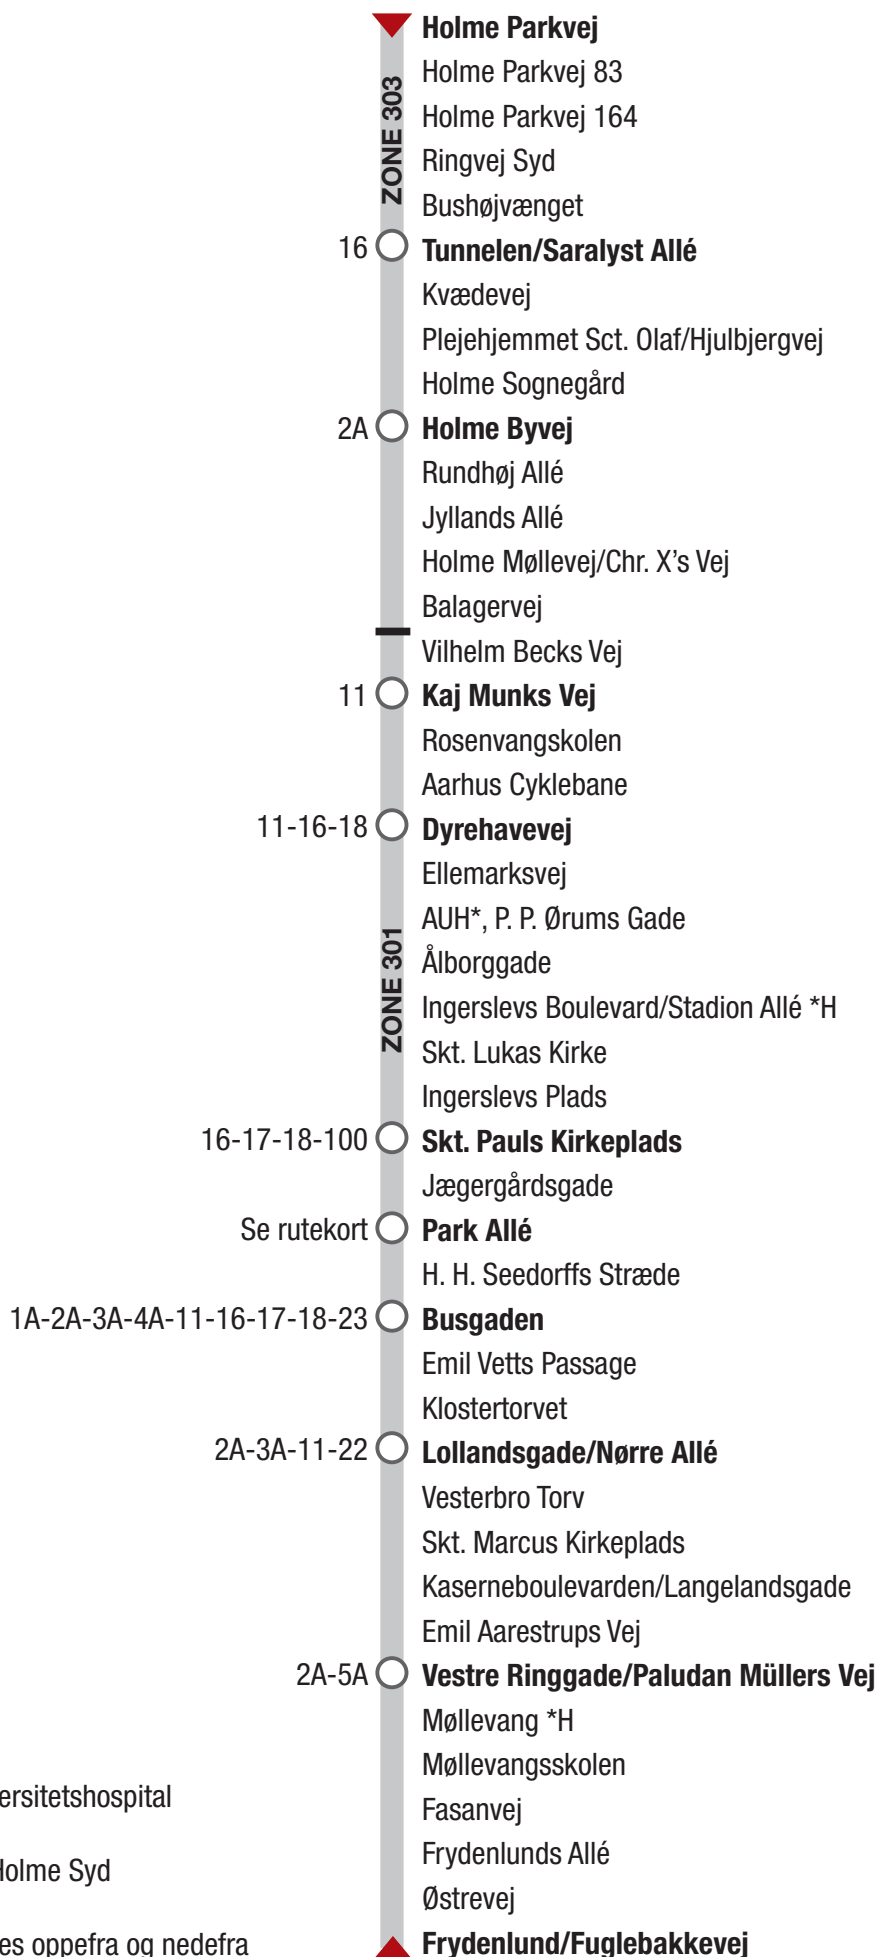 Holme Parkvej
Holme Parkvej 83
Holme Parkvej 164
Ringvej Syd
Bushøjvænget
ZONE 303
16 Tunnelen/Saralyst Allé
Kvædevej
Plejehjemmet Sct. Olaf/Hjulbjergvej
Holme Sognegård
2A Holme Byvej
Rundhøj Allé
Jyllands Allé
Holme Møllevej/Chr. X’s Vej
Balagervej
Vilhelm Becks Vej
11 Kaj Munks Vej
Rosenvangskolen
Aarhus Cyklebane
11-16-18 Dyrehavevej
Ellemarksvej
AUH*, P. P. Ørums Gade
Ålborggade
ZONE 301
Ingerslevs Boulevard/Stadion Allé *H
Skt. Lukas Kirke
Ingerslevs Plads
16-17-18-100 Skt. Pauls Kirkeplads
Jægergårdsgade
Se rutekort Park Allé
H. H. Seedorffs Stræde
1A-2A-3A-4A-11-16-17-18-23 Busgaden
Emil Vetts Passage
Klostertorvet
2A-3A-11-22 Lollandsgade/Nørre Allé
Vesterbro Torv
Skt. Marcus Kirkeplads
Kaserneboulevarden/Langelandsgade
Emil Aarestrups Vej
2A-5A Vestre Ringgade/Paludan Müllers Vej
Møllevang *H
Møllevangsskolen
ersitetshospital
Fasanvej
Frydenlunds Allé
Holme Syd
Østrevej
es oppefra og nedefra
Frydenlund/Fuglebakkevej